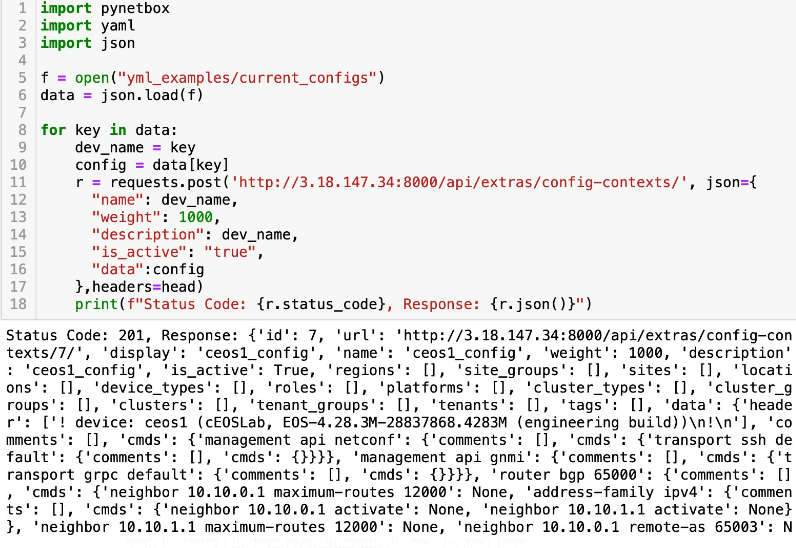 1 import pynetbox
2 import yaml
3 import json
4
5 f = open("yml_examples/current_configs")
6 data = json.load(f)
7
8 for key in data:
9     dev_name = key
10     config = data[key]
11     r = requests.post('http://3.18.147.34:8000/api/extras/config-contexts/', json={
12       "name": dev_name,
13       "weight": 1000,
14       "description": dev_name,
15       "is_active": "true",
16       "data":config
17     },headers=head)
18     print(f"Status Code: {r.status_code}, Response: {r.json()}")
Status Code: 201, Response: {'id': 7, 'url': 'http://3.18.147.34:8000/api/extras/config-con
texts/7/', 'display': 'ceos1_config', 'name': 'ceos1_config', 'weight': 1000, 'description'
: 'ceos1_config', 'is_active': True, 'regions': [], 'site_groups': [], 'sites': [], 'locati
ons': [], 'device_types': [], 'roles': [], 'platforms': [], 'cluster_types': [], 'cluster_g
roups': [], 'clusters': [], 'tenant_groups': [], 'tenants': [], 'tags': [], 'data': {'heade
r': ['! device: ceos1 (cEOSLab, EOS-4.28.3M-28837868.4283M (engineering build))\n!\n'], 'co
mments': [], 'cmds': {'management api netconf': {'comments': [], 'cmds': {'transport ssh de
fault': {'comments': [], 'cmds': {}}}}, 'management api gnmi': {'comments': [], 'cmds': {'t
ransport grpc default': {'comments': [], 'cmds': {}}}}, 'router bgp 65000': {'comments': []
, 'cmds': {'neighbor 10.10.0.1 maximum-routes 12000': None, 'address-family ipv4': {'commen
ts': [], 'cmds': {'neighbor 10.10.0.1 activate': None, 'neighbor 10.10.1.1 activate': None}
}, 'neighbor 10.10.1.1 maximum-routes 12000': None, 'neighbor 10.10.0.1 remote-as 65003': N